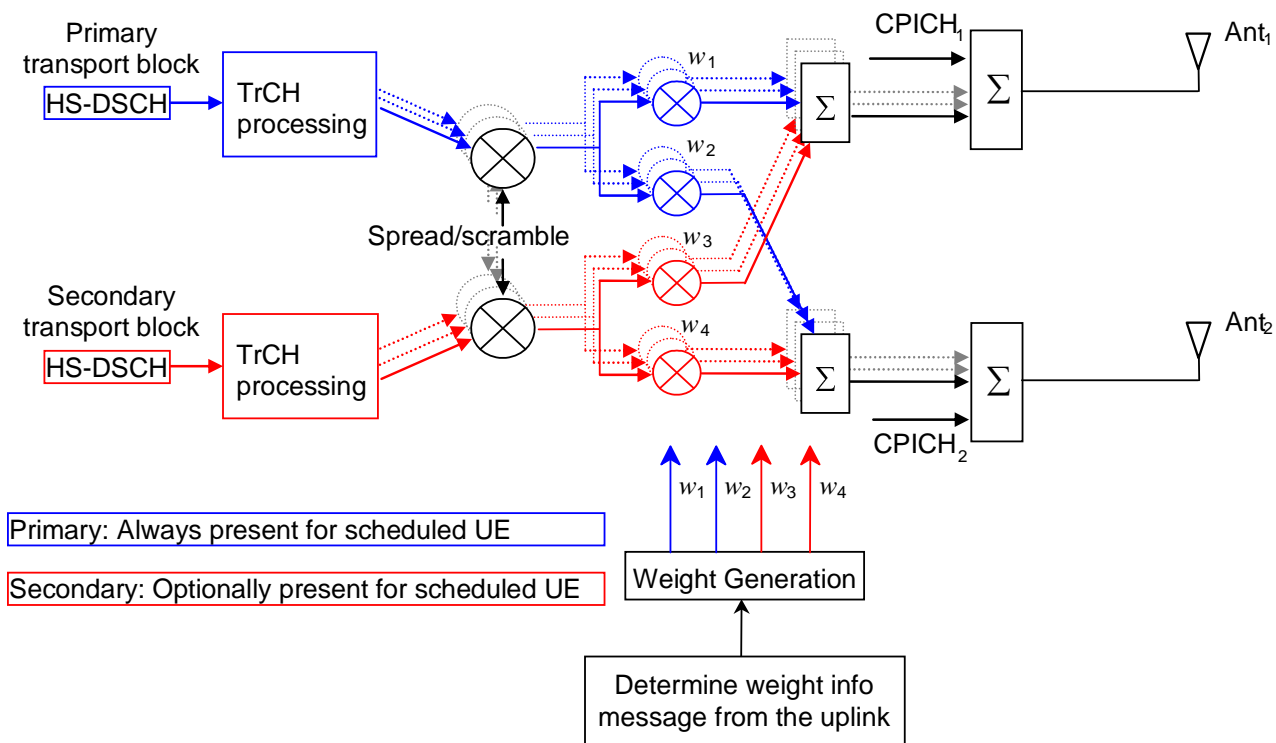 Primary
transport block
HS-DSCH
TrCH
processing
w1
w2
Σ
CPICH1
Σ
Ant1
Spread/scramble
Secondary
transport block
HS-DSCH
TrCH
processing
w3
w4
Σ
CPICH2
Σ
Ant2
w1 w2 w3 w4
Primary: Always present for scheduled UE
Secondary: Optionally present for scheduled UE
Weight Generation
Determine weight info
message from the uplink